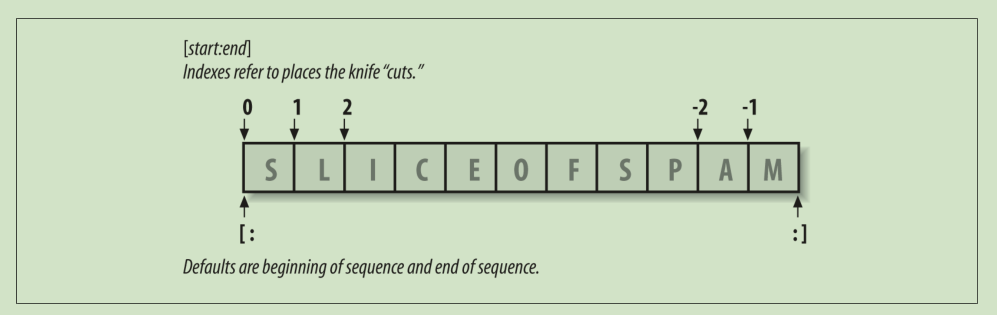 [start:end]
Indexes refer to places the knife “cuts.”
0 1 2 -2 -1
S L I C E O F S P A M
[: :]
Defaults are beginning of sequence and end of sequence.